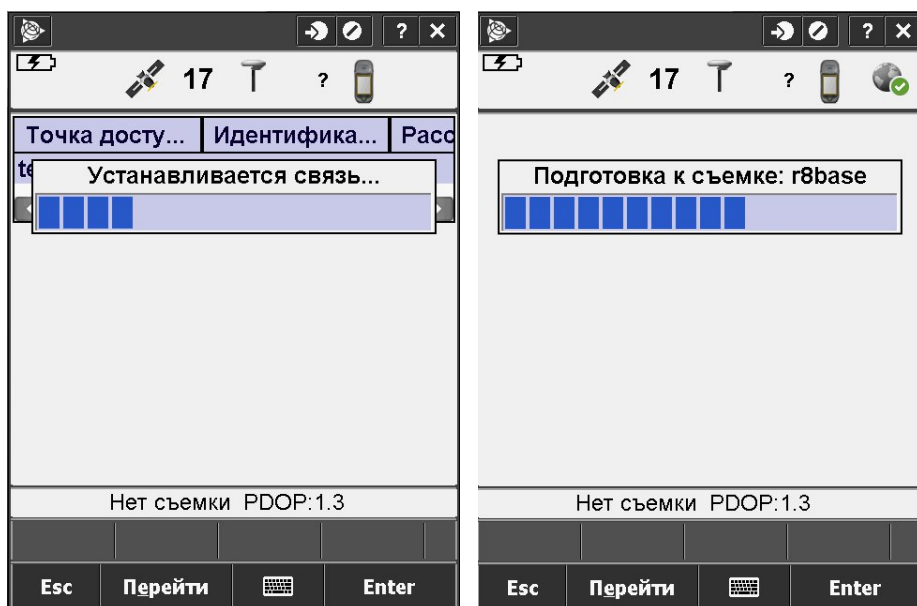 ? ×
17 ?
Точка досту... Идентифика... Расс
te
Устанавливается связь...
Нет съемки PDOP:1.3
Esc Перейти Enter
? ×
17 ?
Подготовка к съемке: r8base
Нет съемки PDOP:1.3
Esc Перейти Enter